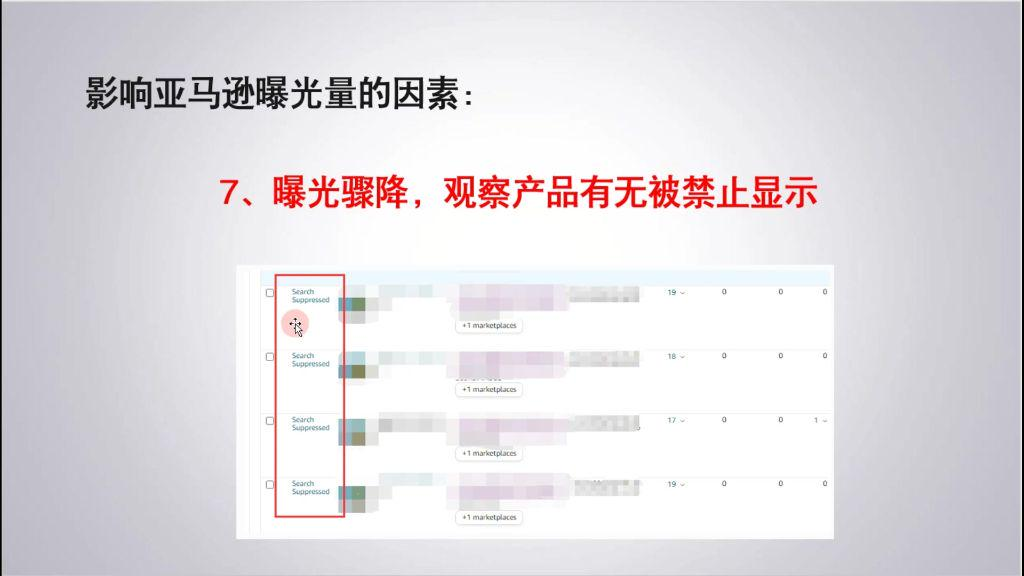 影响亚马逊曝光量的因素：
7、曝光骤降，观察产品有无被禁止显示
Search
Suppressed
19
0
0
0
+1 marketplaces
Search
Suppressed
18
0
0
0
+1 marketplaces
Search
Suppressed
17
0
0
1
+1 marketplaces
Search
Suppressed
19
0
0
0
+1 marketplaces